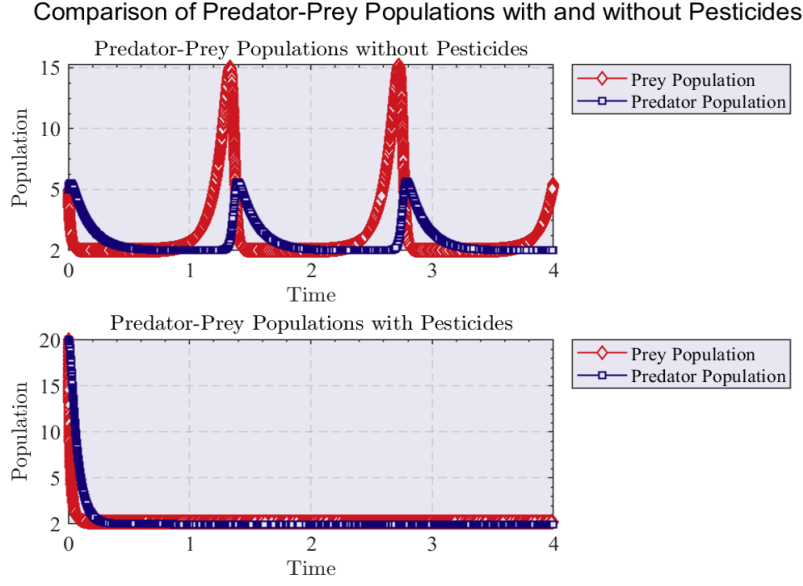 Comparison of Predator-Prey Populations with and without Pesticides
Predator-Prey Populations without Pesticides
15
10
5
2
Population
0 1 2 3 4
Time
Prey Population
Predator Population
Predator-Prey Populations with Pesticides
20
15
10
5
2
Population
0 1 2 3 4
Time
Prey Population
Predator Population